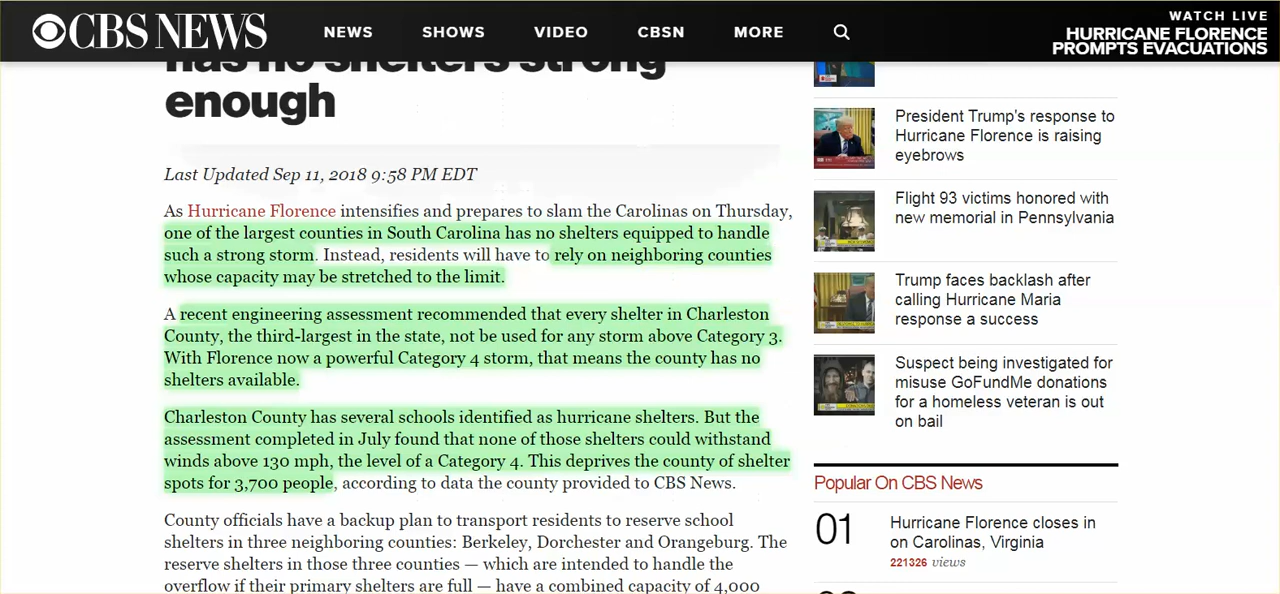 CBS NEWS
NEWS
SHOWS
VIDEO
CBSN
MORE
WATCH LIVE
HURRICANE FLORENCE
PROMPTS EVACUATIONS
has no shelters strong
enough
Last Updated Sep 11, 2018 9:58 PM EDT
As Hurricane Florence intensifies and prepares to slam the Carolinas on Thursday,
one of the largest counties in South Carolina has no shelters equipped to handle
such a strong storm. Instead, residents will have to rely on neighboring counties
whose capacity may be stretched to the limit.
A recent engineering assessment recommended that every shelter in Charleston
County, the third-largest in the state, not be used for any storm above Category 3.
With Florence now a powerful Category 4 storm, that means the county has no
shelters available.
Charleston County has several schools identified as hurricane shelters. But the
assessment completed in July found that none of those shelters could withstand
winds above 130 mph, the level of a Category 4. This deprives the county of shelter
spots for 3,700 people, according to data the county provided to CBS News.
County officials have a backup plan to transport residents to reserve school
shelters in three neighboring counties: Berkeley, Dorchester and Orangeburg. The
reserve shelters in those three counties — which are intended to handle the
overflow if their primary shelters are full — have a combined capacity of 4,000
President Trump's response to
Hurricane Florence is raising
eyebrows
Flight 93 victims honored with
new memorial in Pennsylvania
Trump faces backlash after
calling Hurricane Maria
response a success
Suspect being investigated for
misuse GoFundMe donations
for a homeless veteran is out
on bail
Popular On CBS News
01
Hurricane Florence closes in
on Carolinas, Virginia
221326 views